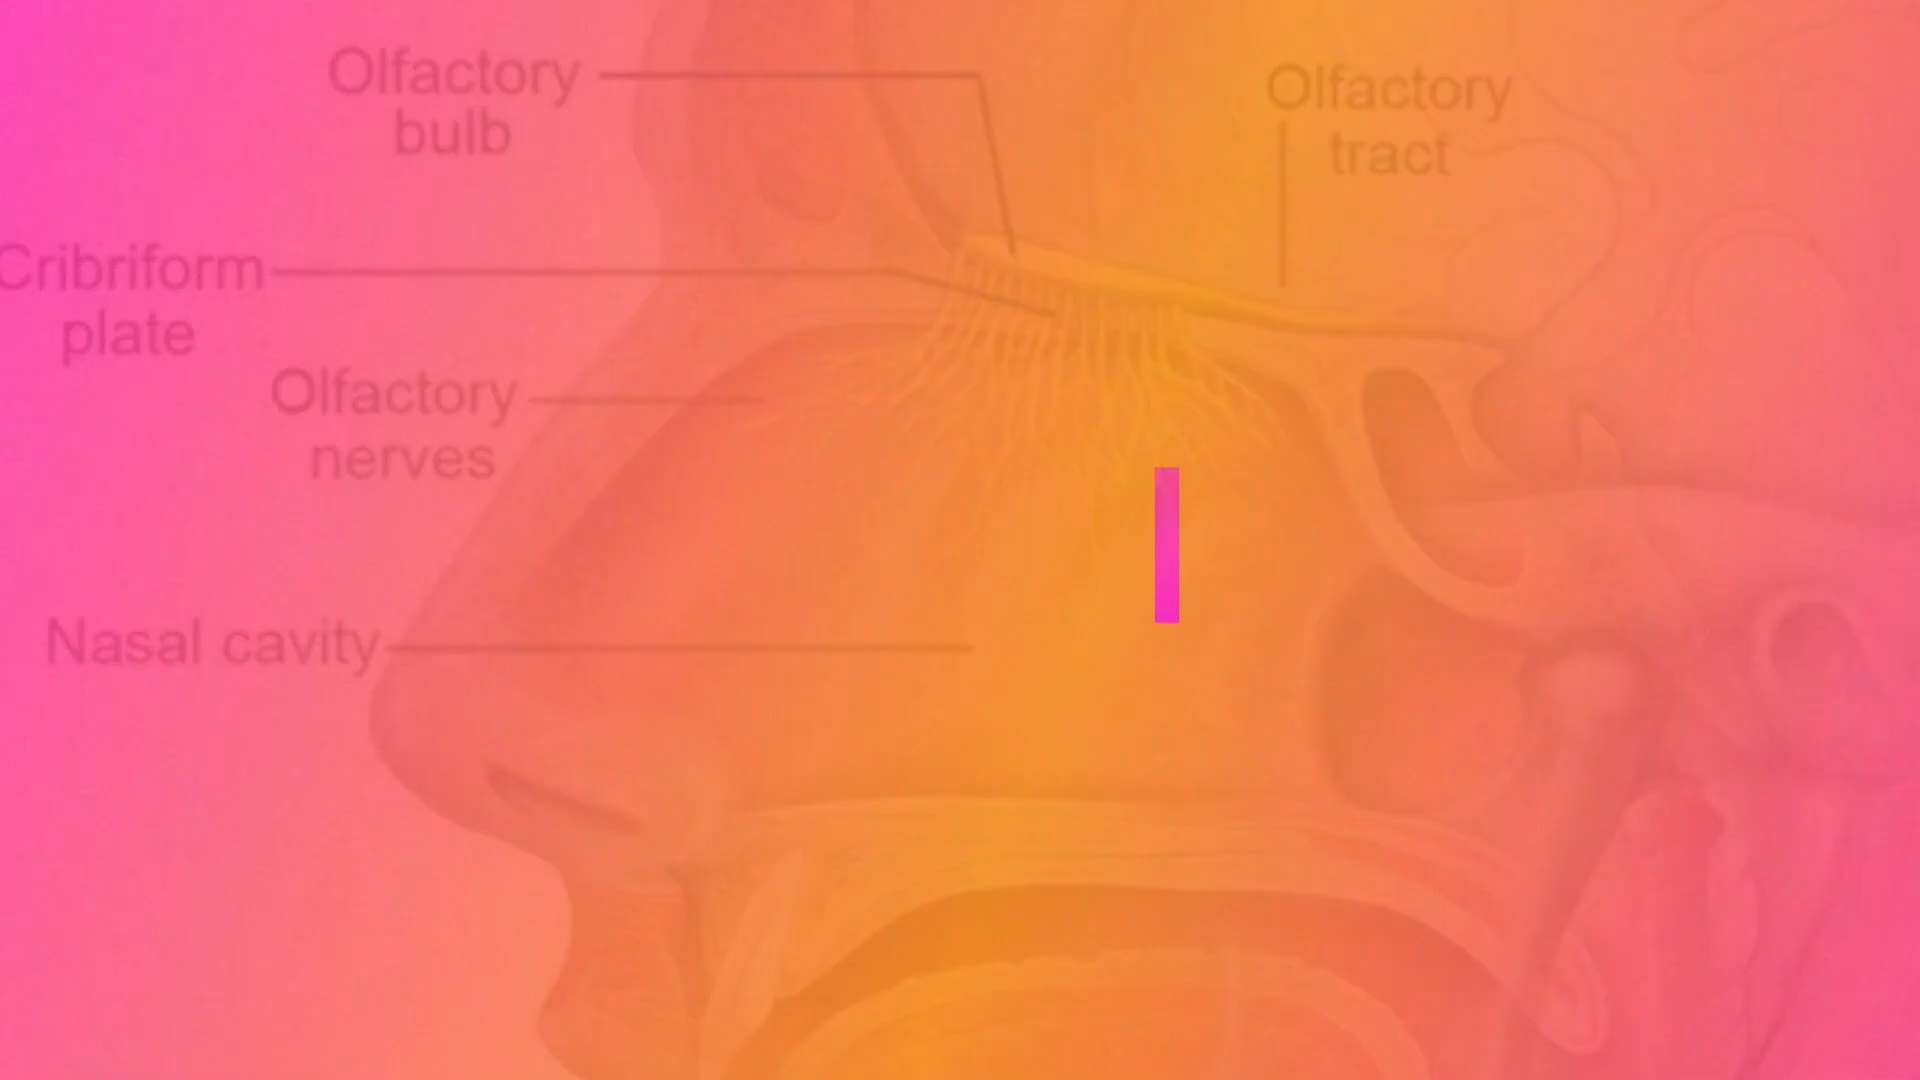 Olfactory
bulb
Olfactory
tract
Cribriform
plate
Olfactory
nerves
Nasal cavity